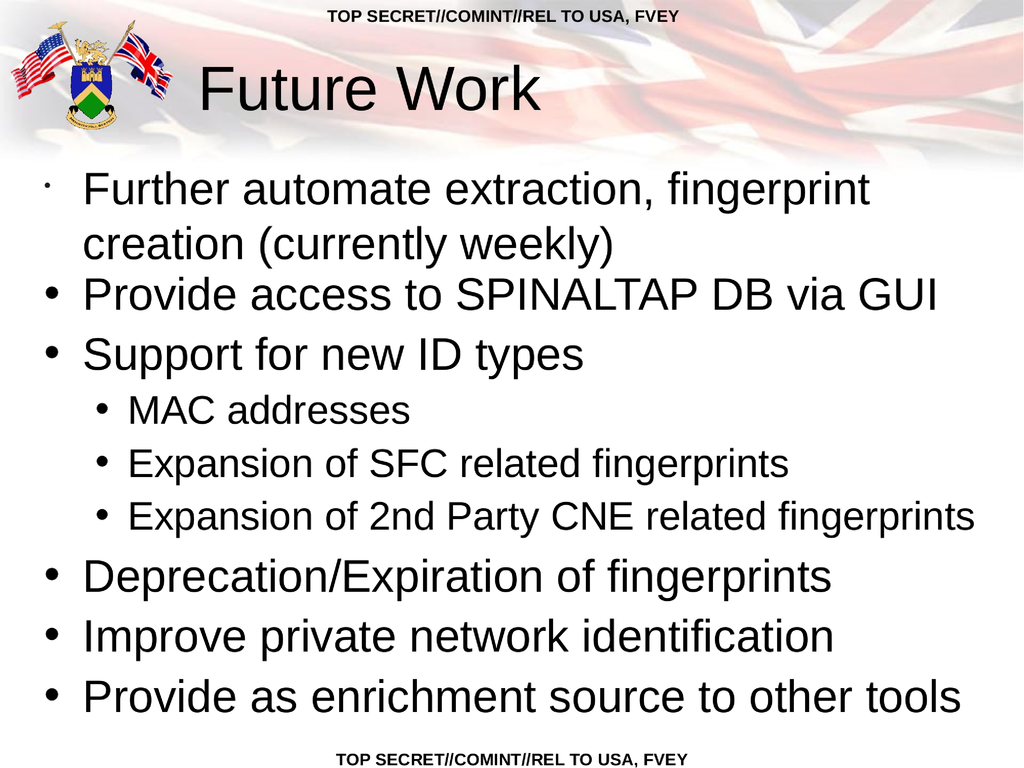 TOP SECRET//COMINT//REL TO USA, FVEY
Future Work
• Further automate extraction, fingerprint
creation (currently weekly)
• Provide access to SPINALTAP DB via GUI
• Support for new ID types
• MAC addresses
• Expansion of SFC related fingerprints
• Expansion of 2nd Party CNE related fingerprints
• Deprecation/Expiration of fingerprints
• Improve private network identification
• Provide as enrichment source to other tools
TOP SECRET//COMINT//REL TO USA, FVEY